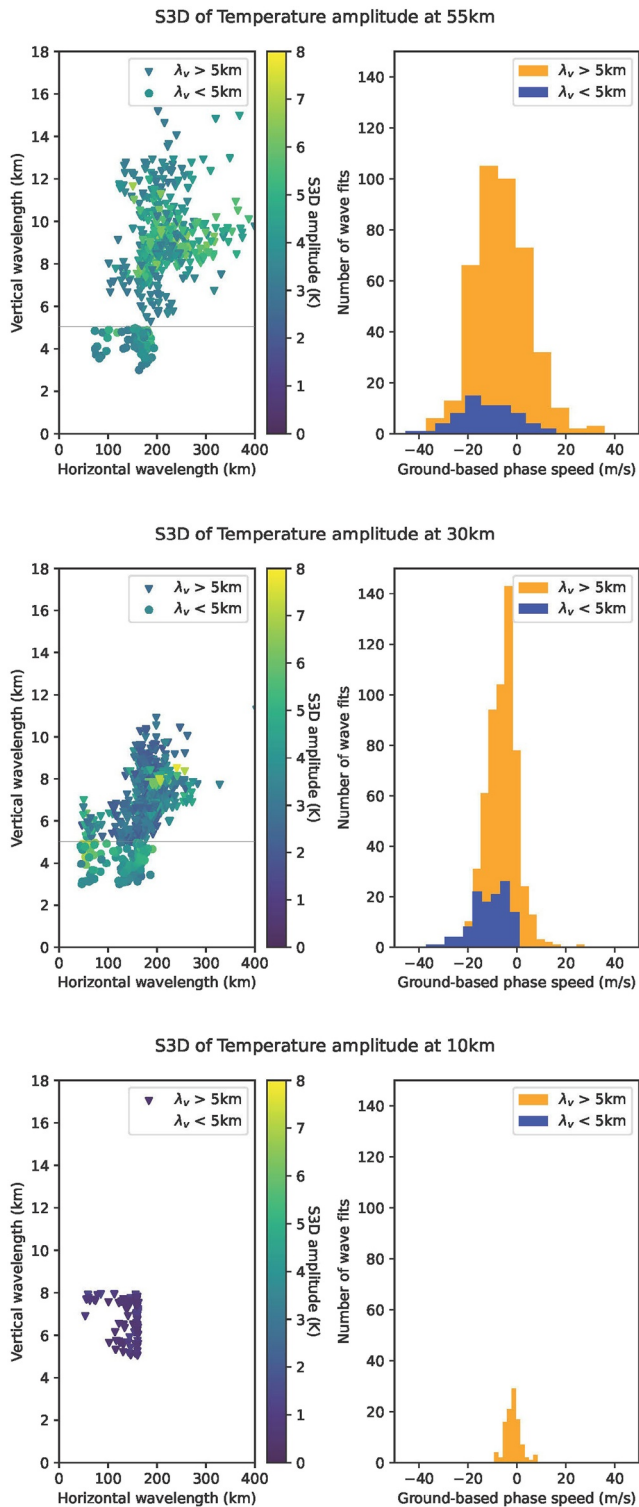 S3D of Temperature amplitude at 55km
18
16
14
12
10
8
6
4
2
0
Vertical wavelength (km)
0 100 200 300 400
Horizontal wavelength (km)
λv > 5km
λv < 5km
8
7
6
5
4
3
2
1
0
S3D amplitude (K)
140
120
100
80
60
40
20
0
Number of wave fits
−40 −20 0 20 40
Ground-based phase speed (m/s)
λv > 5km
λv < 5km
S3D of Temperature amplitude at 30km
18
16
14
12
10
8
6
4
2
0
Vertical wavelength (km)
0 100 200 300 400
Horizontal wavelength (km)
λv > 5km
λv < 5km
8
7
6
5
4
3
2
1
0
S3D amplitude (K)
140
120
100
80
60
40
20
0
Number of wave fits
−40 −20 0 20 40
Ground-based phase speed (m/s)
λv > 5km
λv < 5km
S3D of Temperature amplitude at 10km
18
16
14
12
10
8
6
4
2
0
Vertical wavelength (km)
0 100 200 300 400
Horizontal wavelength (km)
λv > 5km
λv < 5km
8
7
6
5
4
3
2
1
0
S3D amplitude (K)
140
120
100
80
60
40
20
0
Number of wave fits
−40 −20 0 20 40
Ground-based phase speed (m/s)
λv > 5km
λv < 5km